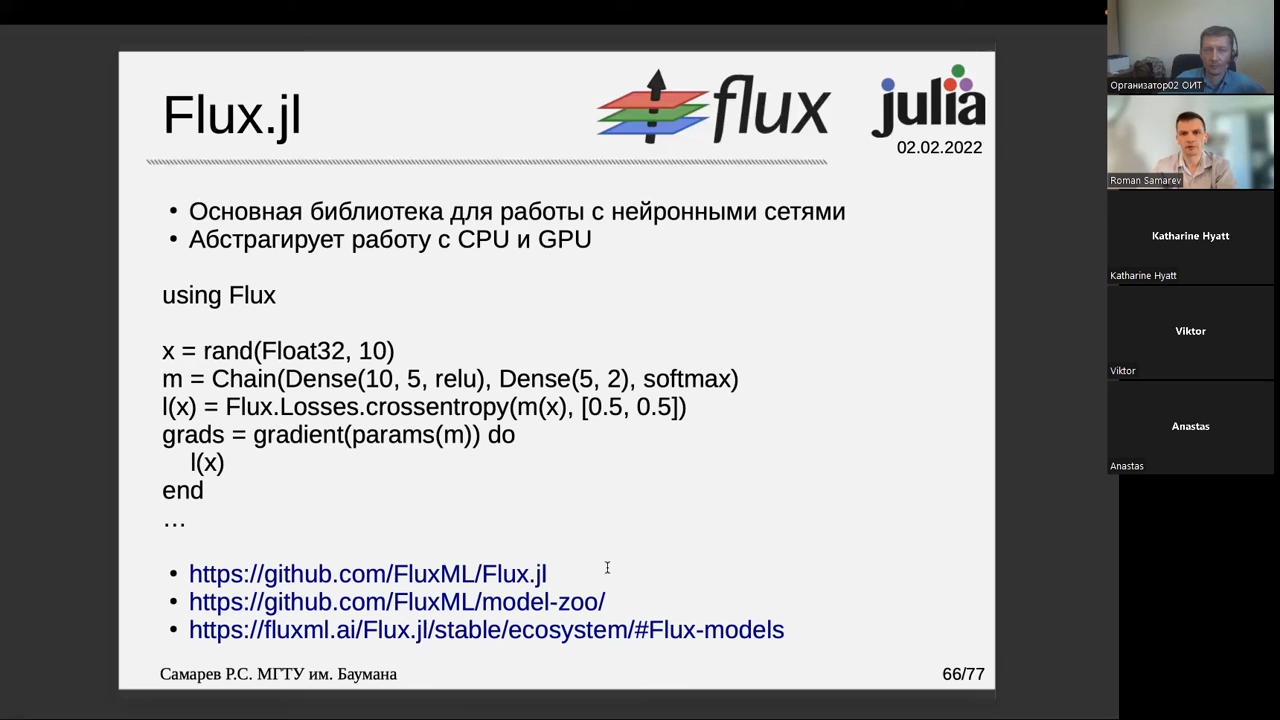 Flux.jl
flux
julia
02.02.2022
• Основная библиотека для работы с нейронными сетями
• Абстрагирует работу с CPU и GPU
using Flux
x = rand(Float32, 10)
m = Chain(Dense(10, 5, relu), Dense(5, 2), softmax)
l(x) = Flux.Losses.crossentropy(m(x), [0.5, 0.5])
grads = gradient(params(m)) do
l(x)
end
…
• https://github.com/FluxML/Flux.jl
• https://github.com/FluxML/model-zoo/
• https://fluxml.ai/Flux.jl/stable/ecosystem/#Flux-models
Самарев Р.С. МГТУ им. Баумана
66/77
Организатор02 ОИТ
Roman Samarev
Katharine Hyatt
Katharine Hyatt
Viktor
Viktor
Anastas
Anastas